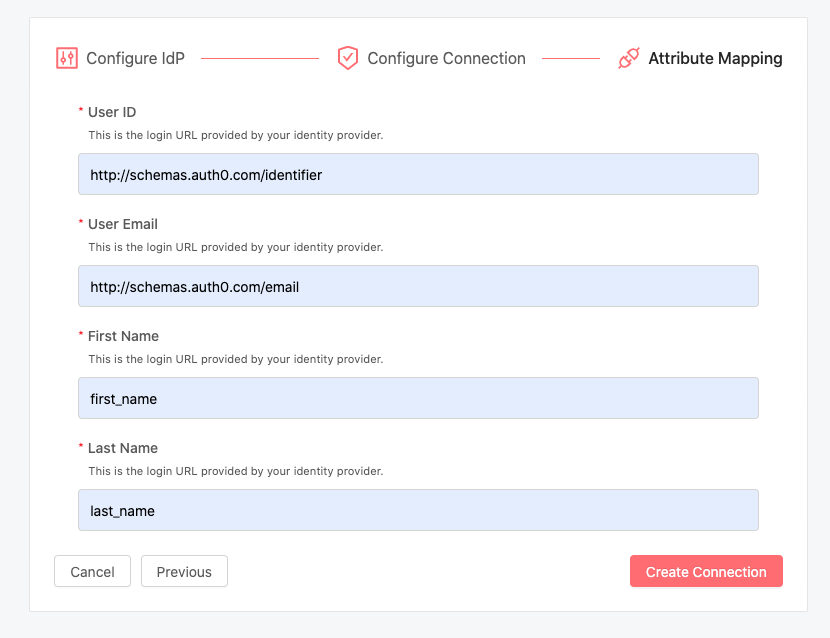 Configure IdP
Configure Connection
Attribute Mapping
* User ID
This is the login URL provided by your identity provider.
http://schemas.auth0.com/identifier
* User Email
This is the login URL provided by your identity provider.
http://schemas.auth0.com/email
* First Name
This is the login URL provided by your identity provider.
first_name
* Last Name
This is the login URL provided by your identity provider.
last_name
Cancel
Previous
Create Connection